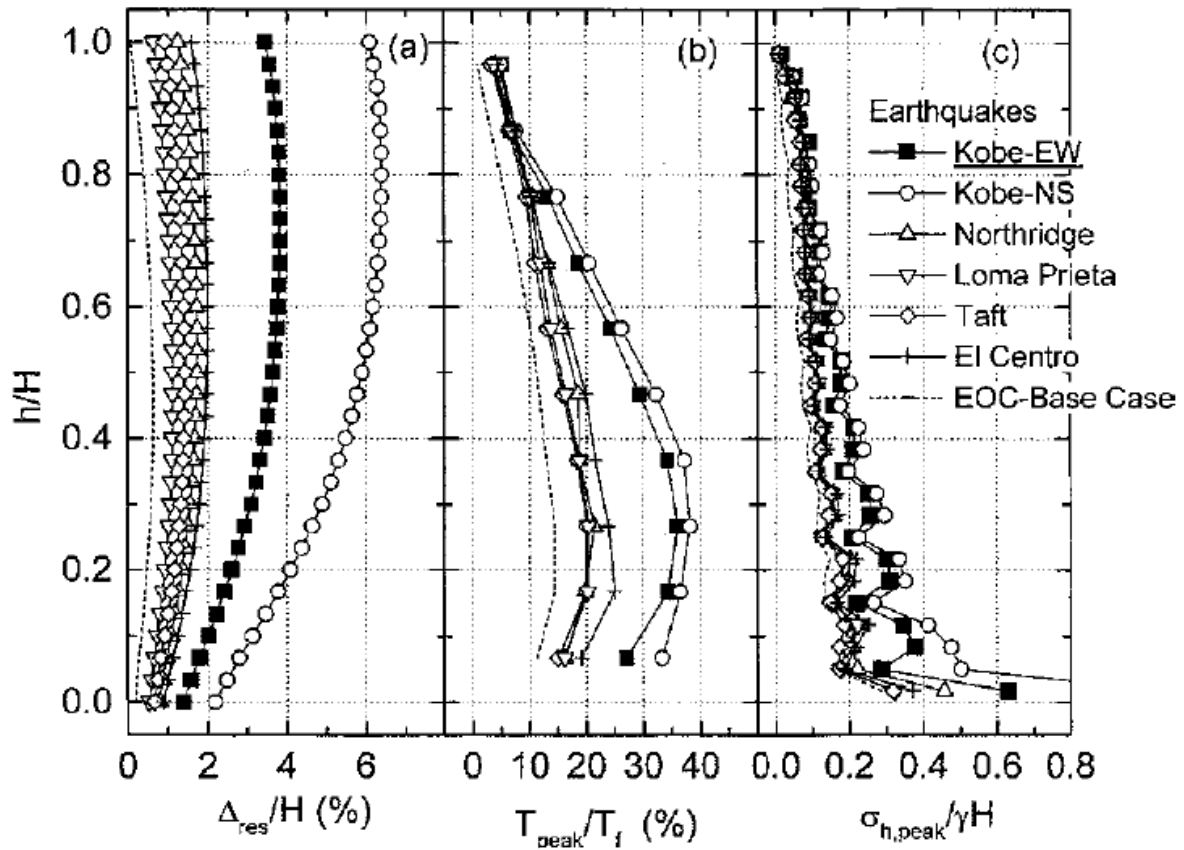 (a)
(b)
(c)
1.0
0.8
0.6
0.4
0.2
0.0
h/H
Earthquakes
Kobe-EW
Kobe-NS
Northridge
Loma Prieta
Taft
El Centro
EOC-Base Case
0 2 4 6
10 20 30 40
0.0 0.2 0.4 0.6 0.8
Δres/H (%)
Tpeak/Tf (%)
σh,peak/γH